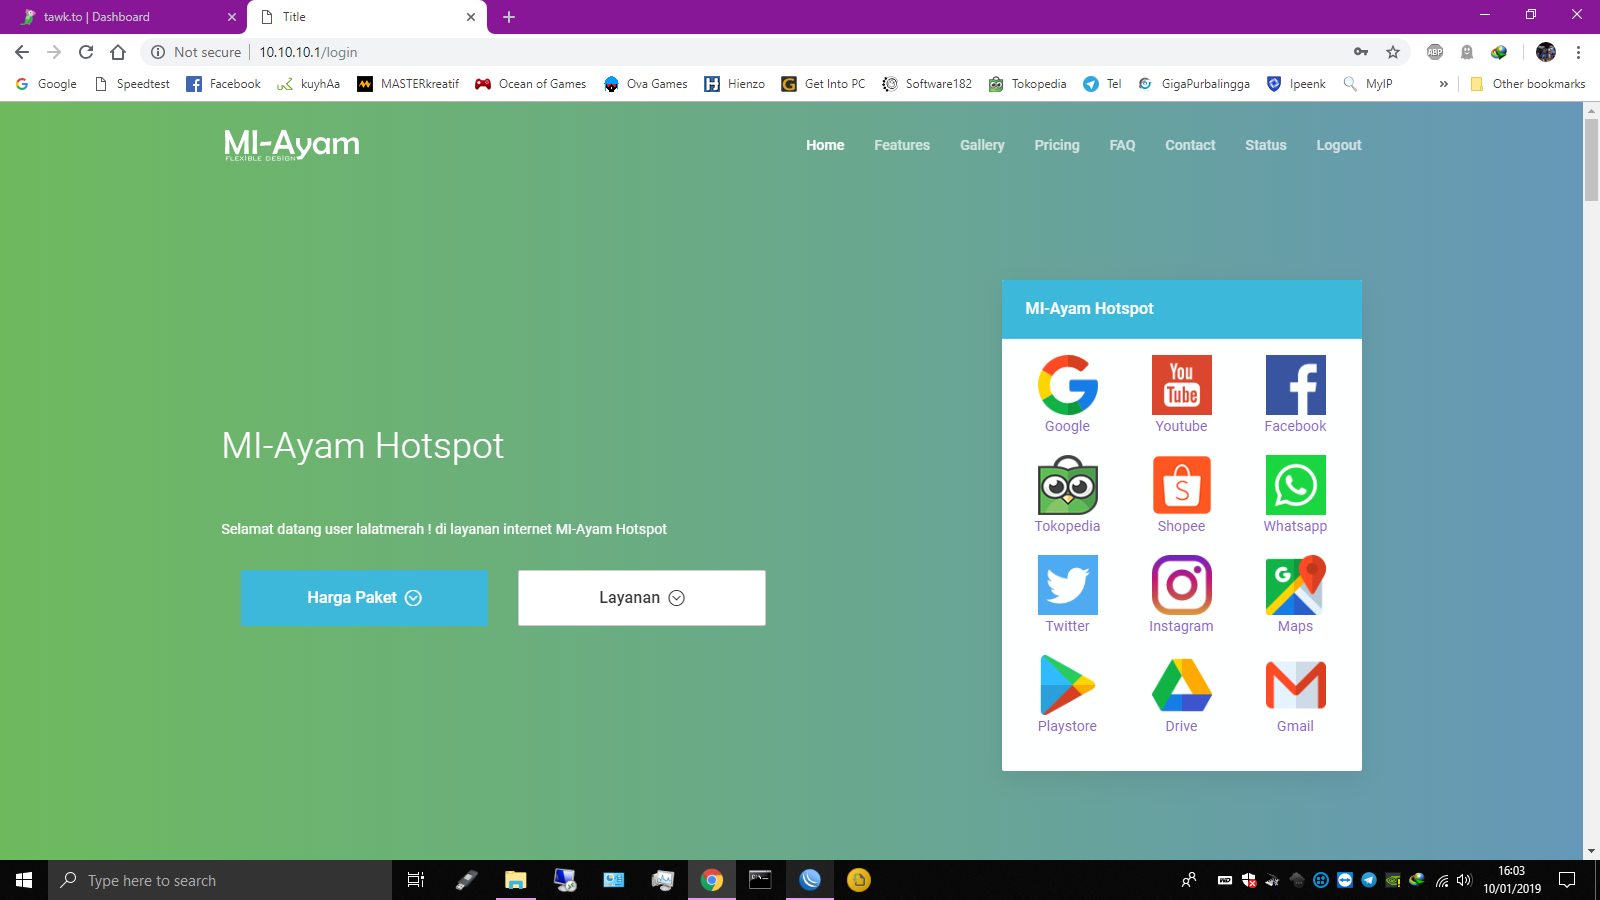 tawk.to | Dashboard
Title
Not secure
10.10.10.1/login
ABP
Google
Speedtest
Facebook
kuyhAa
MASTERkreatif
Ocean of Games
Ova Games
Hienzo
Get Into PC
Software182
Tokopedia
Tel
GigaPurbalingga
Ipeenk
MyIP
»
Other bookmarks
MI-Ayam
FLEXIBLE DESIGN
Home
Features
Gallery
Pricing
FAQ
Contact
Status
Logout
MI-Ayam Hotspot
You
Tube
Google
Youtube
Facebook
Tokopedia
Shopee
Whatsapp
Twitter
Instagram
Maps
Playstore
Drive
Gmail
MI-Ayam Hotspot
Selamat datang user lalatmerah ! di layanan internet MI-Ayam Hotspot
Harga Paket
Layanan
Type here to search
16:03
10/01/2019